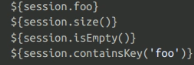 ${session.foo}
${session.size()}
${session.isEmpty()}
${session.containsKey('foo')}